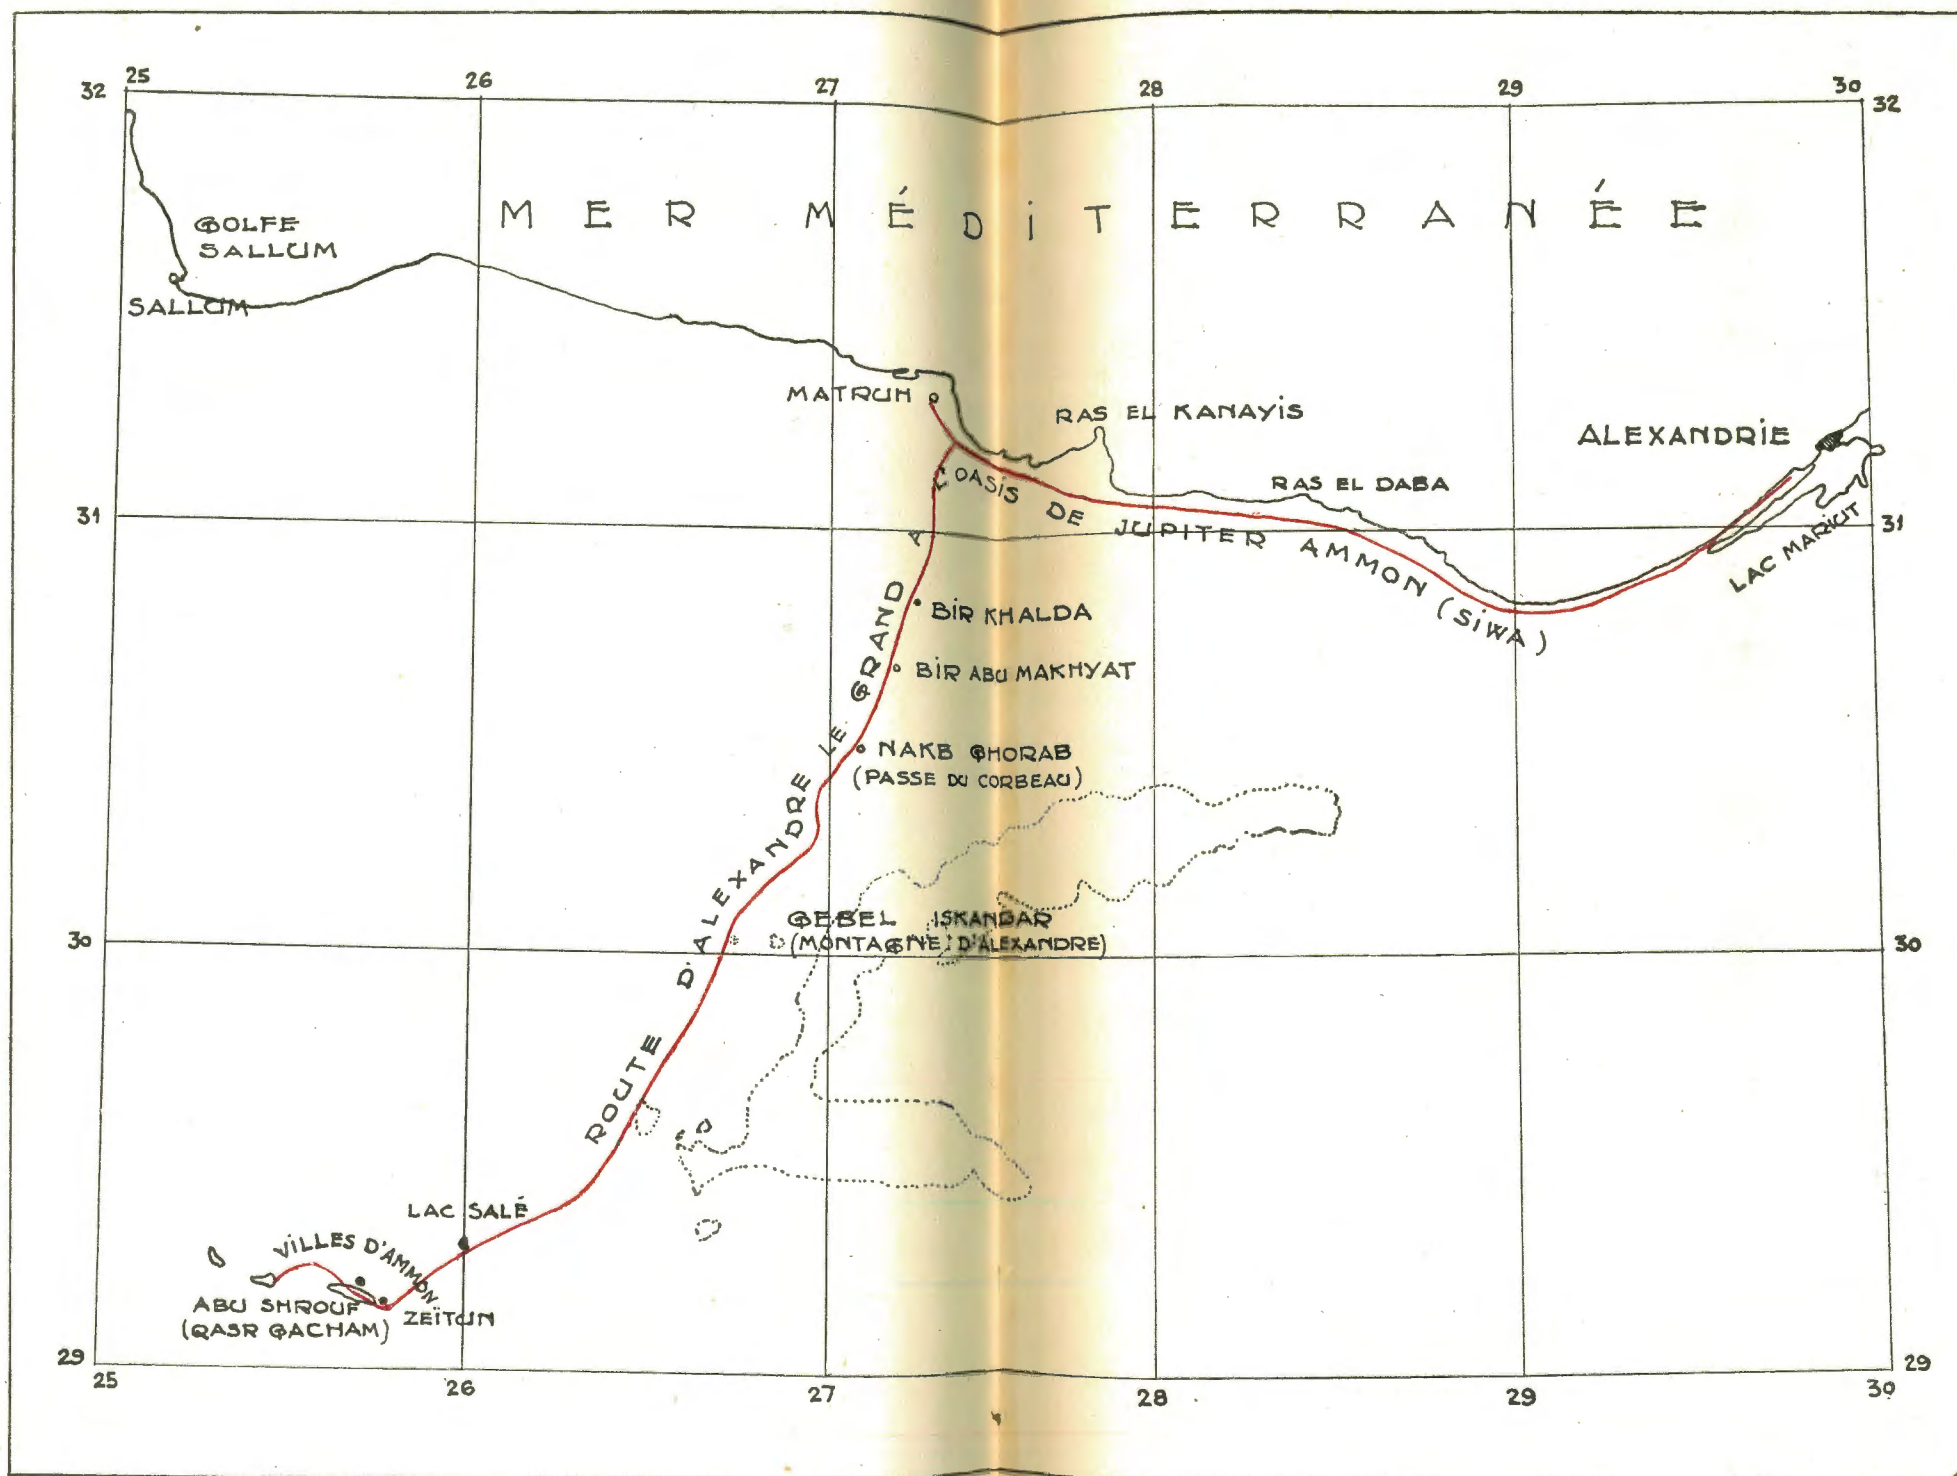 25 26 27 28 29 30
32 32
MER MÉDITERRANÉE
GOLFE
SALLUM
SALLUM
MATRUH
RAS EL KANAYIS
ALEXANDRIE
RAS EL DABA
LAC MARIUT
31 31
ROUTE D'ALEXANDRE LE GRAND A L'OASIS DE JUPITER AMMON (SIWA)
BIR KHALDA
BIR ABU MAKHYAT
NAKB GHORAB
(PASSE DU CORBEAU)
GEBEL ISKANDAR
(MONTAGNE D'ALEXANDRE)
30 30
LAC SALÉ
VILLES D'AMMON
ABU SHROUF
(QASR GACHAM)
ZEÏTUN
29 29
25 26 27 28 29 30